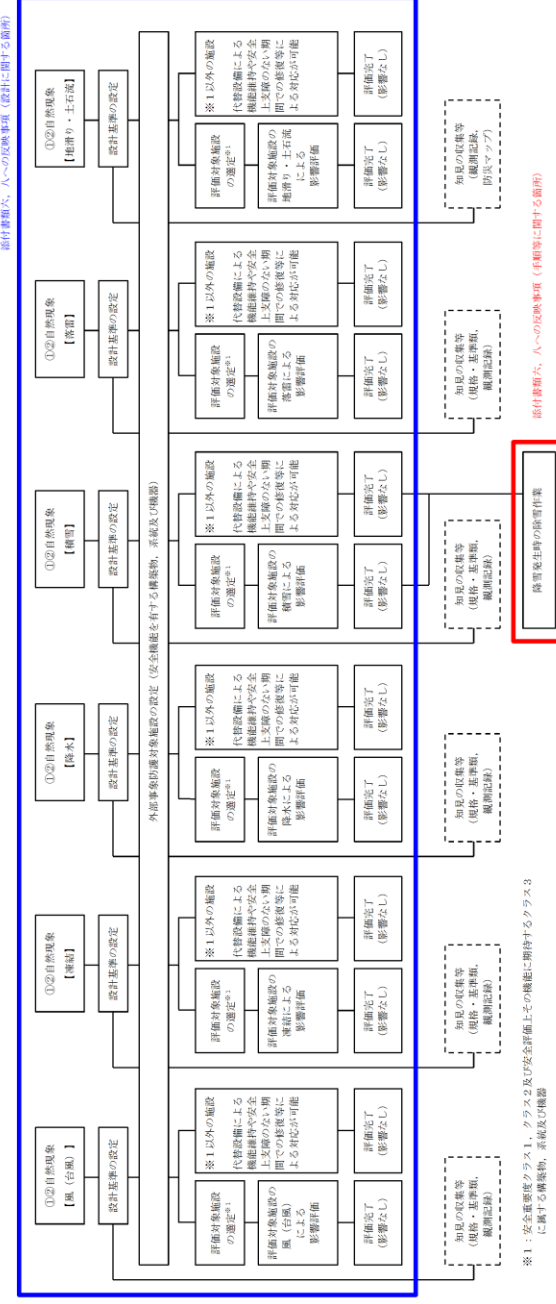 添付書類六，八への反映事項（設計に関する箇所）
①②自然現象
【風（台風）】
設計基準の設定
①②自然現象
【凍結】
設計基準の設定
①②自然現象
【降水】
設計基準の設定
①②自然現象
【積雪】
設計基準の設定
①②自然現象
【落雷】
設計基準の設定
①②自然現象
【地滑り・土石流】
設計基準の設定
外部事象防護対象施設の設定（安全機能を有する構築物，系統及び機器）
評価対象施設
の選定※1
評価対象施設の
風（台風）
による
影響評価
評価完了
(影響なし)
※１以外の施設
代替設備による
機能維持や安全
上支障のない期
間での修復等に
よる対応が可能
評価完了
(影響なし)
評価対象施設
の選定※1
評価対象施設の
凍結による
影響評価
評価完了
(影響なし)
※１以外の施設
代替設備による
機能維持や安全
上支障のない期
間での修復等に
よる対応が可能
評価完了
(影響なし)
評価対象施設
の選定※1
評価対象施設の
降水による
影響評価
評価完了
(影響なし)
※１以外の施設
代替設備による
機能維持や安全
上支障のない期
間での修復等に
よる対応が可能
評価完了
(影響なし)
評価対象施設
の選定※1
評価対象施設の
積雪による
影響評価
評価完了
(影響なし)
※１以外の施設
代替設備による
機能維持や安全
上支障のない期
間での修復等に
よる対応が可能
評価完了
(影響なし)
評価対象施設
の選定※1
評価対象施設の
落雷による
影響評価
評価完了
(影響なし)
※１以外の施設
代替設備による
機能維持や安全
上支障のない期
間での修復等に
よる対応が可能
評価完了
(影響なし)
評価対象施設
の選定※1
評価対象施設の
地滑り・土石流
による
影響評価
評価完了
(影響なし)
※１以外の施設
代替設備による
機能維持や安全
上支障のない期
間での修復等に
よる対応が可能
評価完了
(影響なし)
知見の収集等
(規格・基準類，
観測記録)
知見の収集等
(規格・基準類，
観測記録)
知見の収集等
(規格・基準類，
観測記録)
知見の収集等
(規格・基準類，
観測記録)
知見の収集等
(規格・基準類，
観測記録)
知見の収集等
(観測記録，
防災マップ)
降雪発生時の除雪作業
添付書類六，八への反映事項（手順等に関する箇所）
※１：安全重要度クラス１，クラス２及び安全評価上その機能に期待するクラス３
に属する構築物，系統及び機器